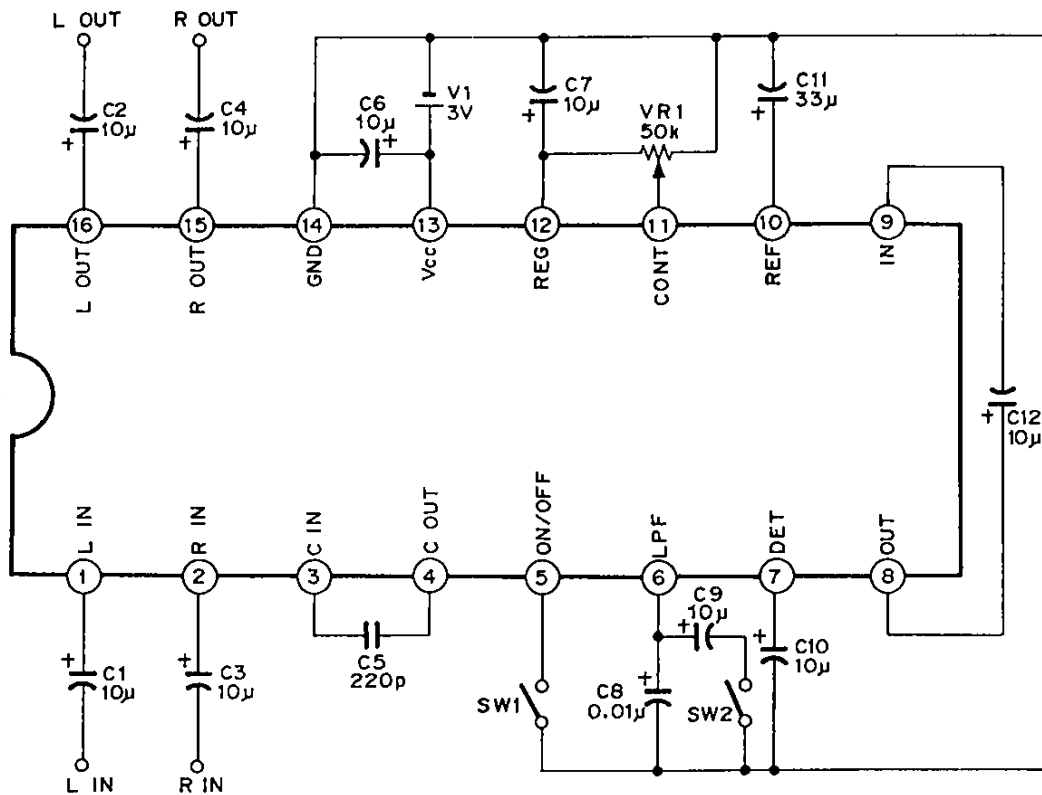 L OUT
R OUT
C2
10μ
+
C4
10μ
+
C6
10μ
+
V1
3V
C7
10μ
+
VR1
50k
C11
33μ
+
16
15
14
13
12
11
10
9
L OUT
R OUT
GND
Vcc
REG
CONT
REF
IN
+
C12
10μ
L IN
R IN
C IN
C OUT
ON/OFF
LPF
DET
OUT
1
2
3
4
5
6
7
8
+
C1
10μ
+
C3
10μ
C5
220p
SW1
C9
10μ
+
+
C8
0.01μ
SW2
+
C10
10μ
L IN
R IN